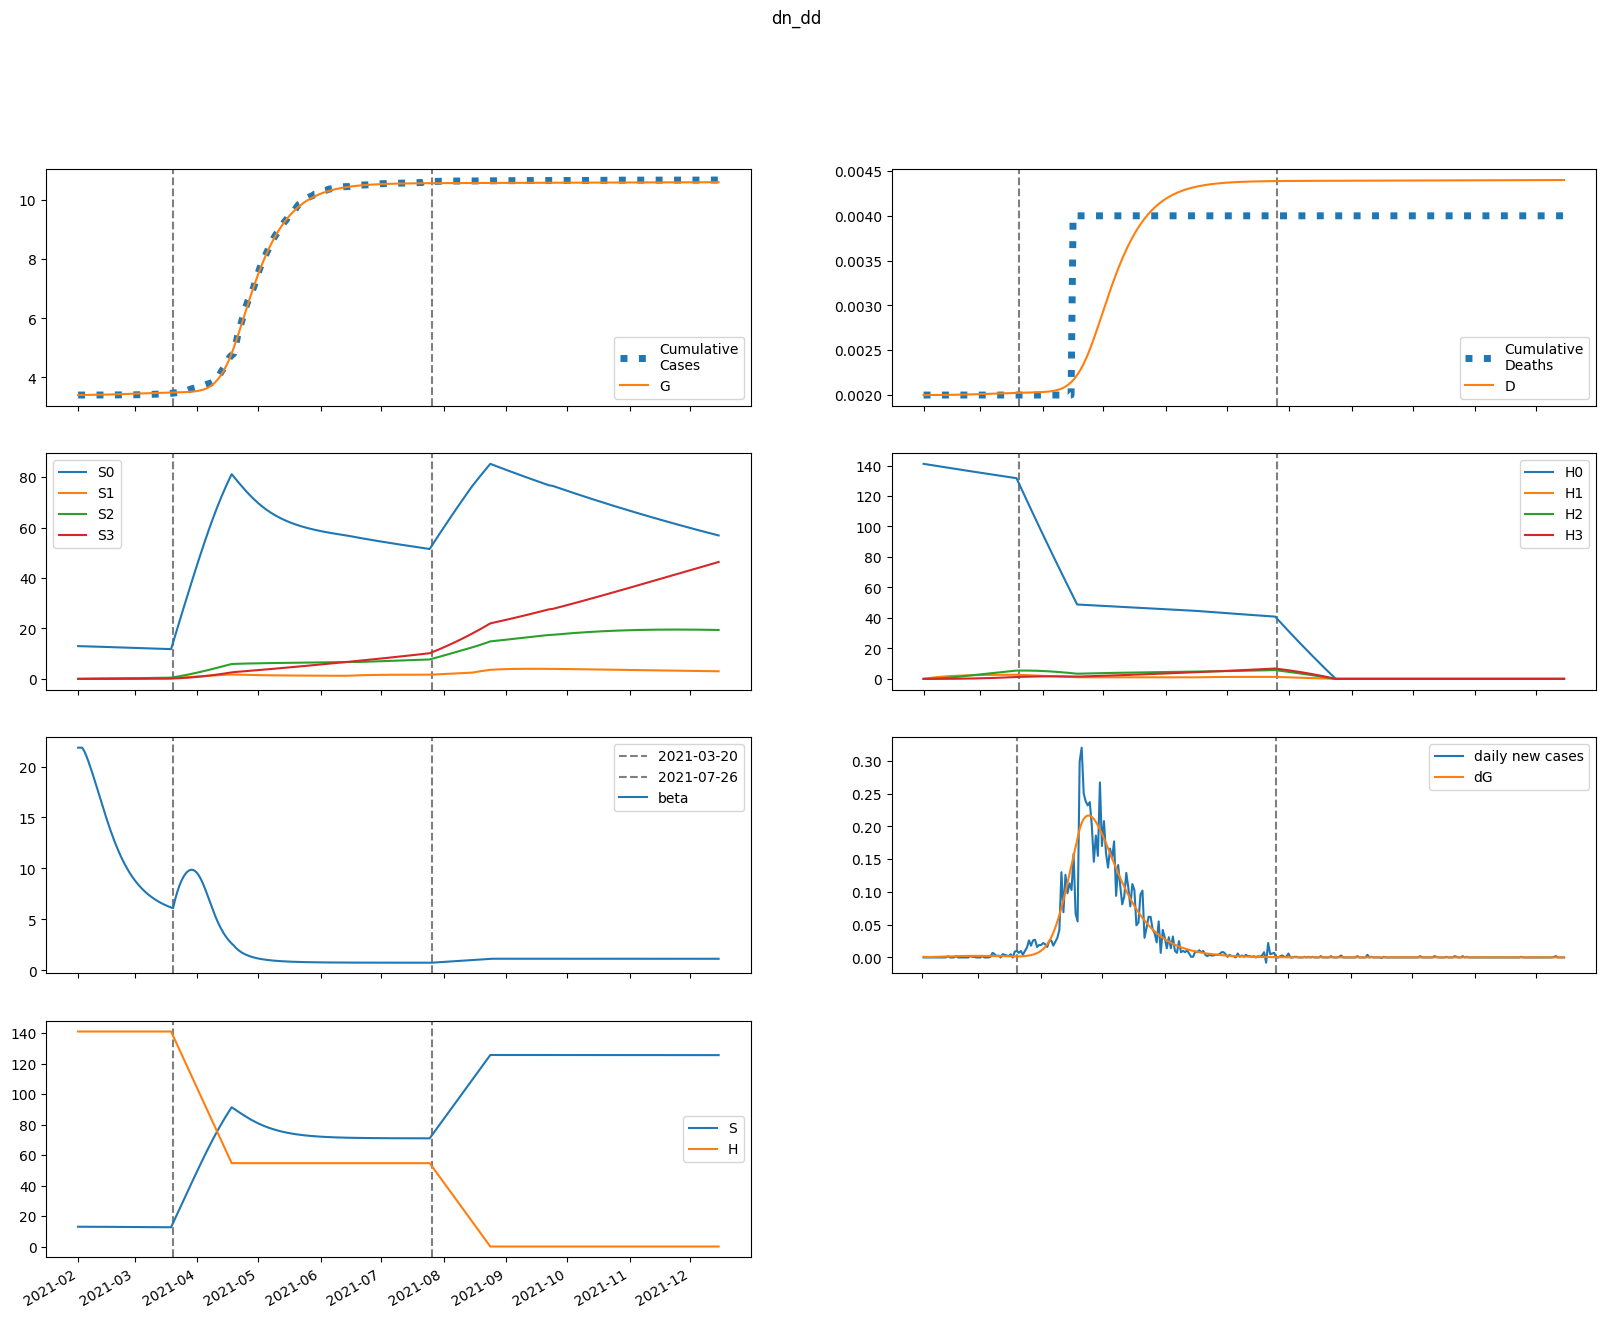 dn_dd
10
8
6
4
Cumulative
Cases
G
0.0045
0.0040
0.0035
0.0030
0.0025
0.0020
Cumulative
Deaths
D
80
60
40
20
0
S0
S1
S2
S3
140
120
100
80
60
40
20
0
H0
H1
H2
H3
20
15
10
5
0
2021-03-20
2021-07-26
beta
0.30
0.25
0.20
0.15
0.10
0.05
0.00
daily new cases
dG
140
120
100
80
60
40
20
0
S
H
2021-02
2021-03
2021-04
2021-05
2021-06
2021-07
2021-08
2021-09
2021-10
2021-11
2021-12